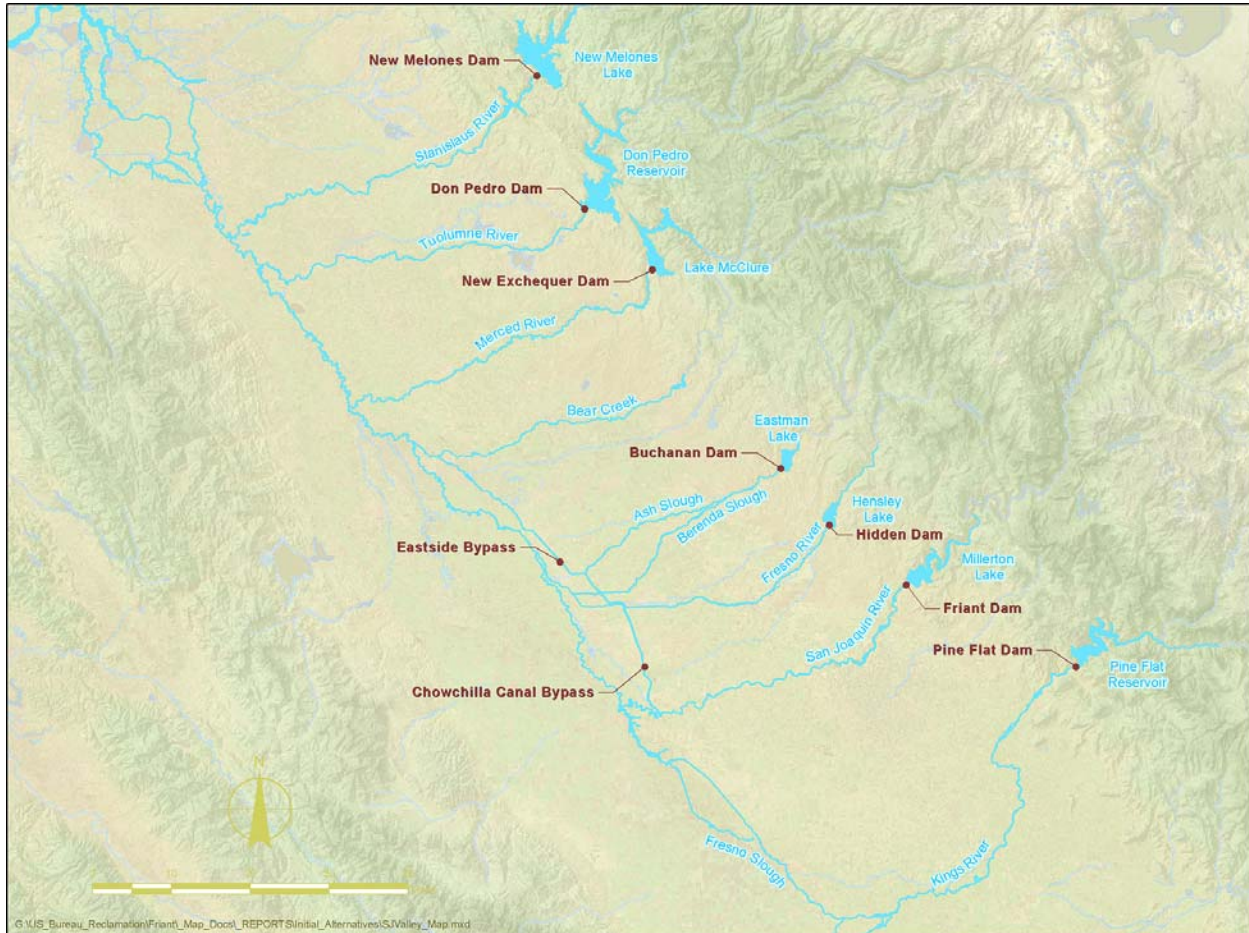 New Melones Dam
New Melones
Lake
Stanislaus River
Don Pedro
Reservoir
Don Pedro Dam
Tuolumne River
New Exchequer Dam
Lake McClure
Merced River
Bear Creek
Eastman
Lake
Buchanan Dam
Ash Slough
Berenda Slough
Hensley
Lake
Hidden Dam
Eastside Bypass
Fresno River
Millerton
Lake
Friant Dam
San Joaquin River
Pine Flat Dam
Pine Flat
Reservoir
Chowchilla Canal Bypass
N
Fresno Slough
Kings River
G:\US_Bureau_Reclamation\Friant\_Map_Docs\_REPORTS\Initial_Alternatives\SJValley_Map.mxd